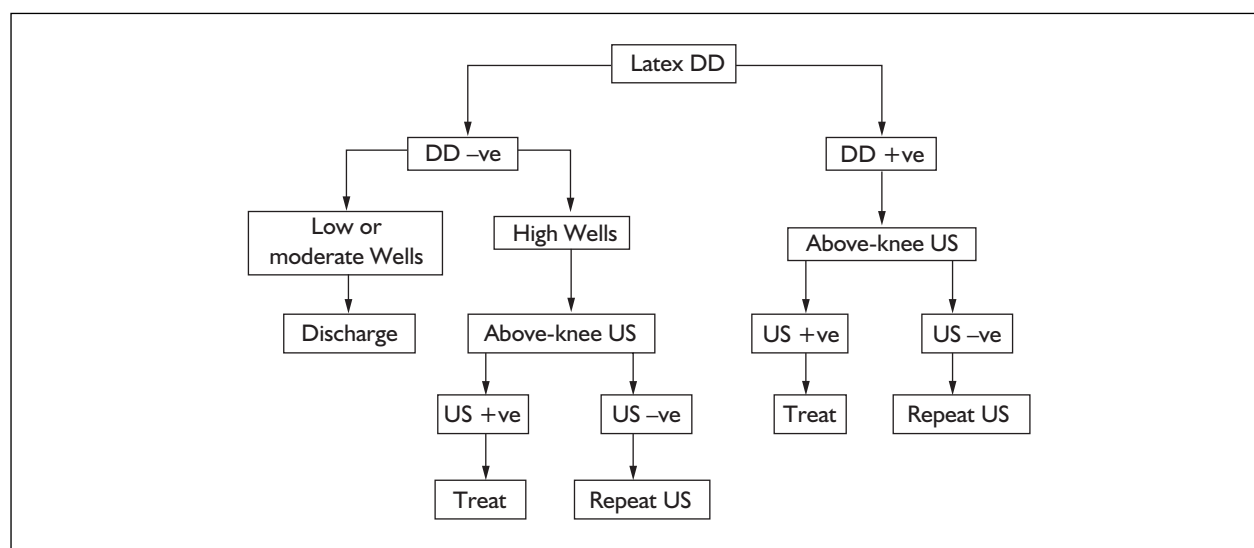 Latex DD
DD –ve
DD +ve
Low or
moderate Wells
High Wells
Above-knee US
Discharge
Above-knee US
US +ve
US –ve
US +ve
US –ve
Treat
Repeat US
Treat
Repeat US